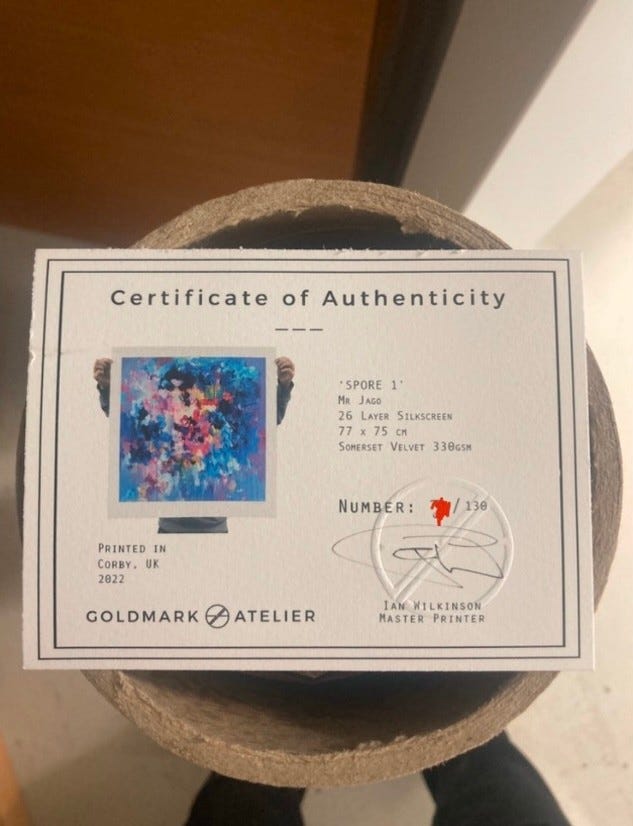 Certificate of Authenticity
'Spore 1'
Mr Jago
26 Layer Silkscreen
77 x 75 cm
Somerset Velvet 330gsm
Number: /130
Printed in
Corby, UK
2022
GOLDMARK ATELIER
Ian Wilkinson
Master Printer